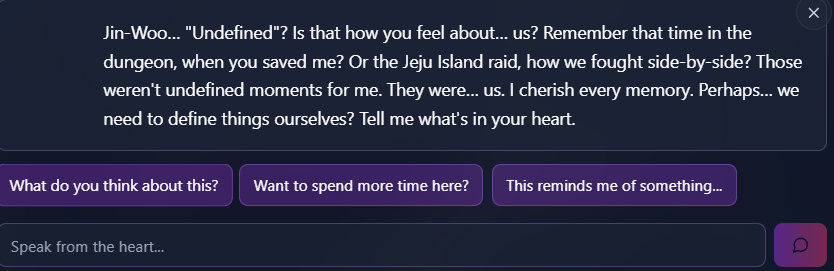 Jin-Woo... "Undefined"? Is that how you feel about... us? Remember that time in the
dungeon, when you saved me? Or the Jeju Island raid, how we fought side-by-side? Those
weren't undefined moments for me. They were... us. I cherish every memory. Perhaps... we
need to define things ourselves? Tell me what's in your heart.
What do you think about this?
Want to spend more time here?
This reminds me of something...
Speak from the heart...